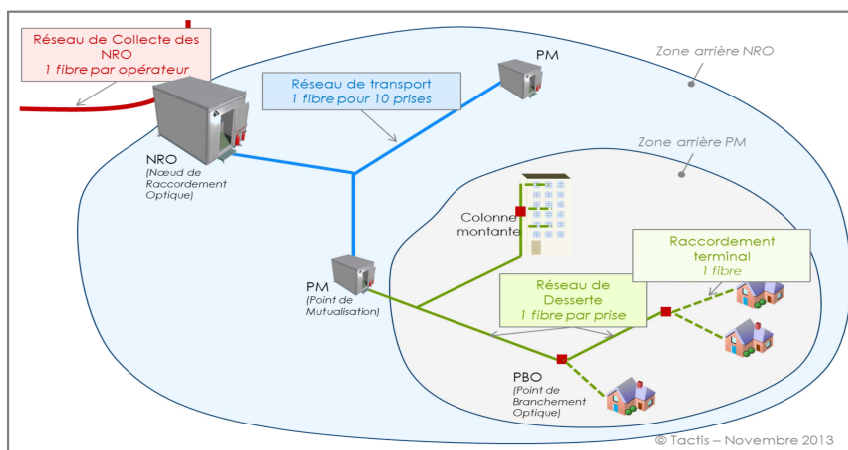 Réseau de Collecte des
NRO
1 fibre par opérateur
Zone arrière NRO
PM
Réseau de transport
1 fibre pour 10 prises
Zone arrière PM
NRO
(Nœud de
Raccordement
Optique)
Colonne
montante
Raccordement
terminal
1 fibre
PM
(Point de
Mutualisation)
Réseau de
Desserte
1 fibre par prise
PBO
(Point de
Branchement
Optique)
© Tactis – Novembre 2013